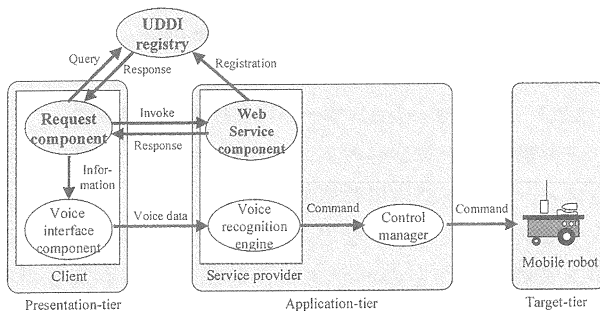 UDDI
registry
Query
Response
Registration
Request
component
Invoke
Response
Web
Service
component
Infor-
mation
Voice
interface
component
Voice data
Voice
recognition
engine
Command
Control
manager
Command
Mobile robot
Client
Service provider
Presentation-tier
Application-tier
Target-tier